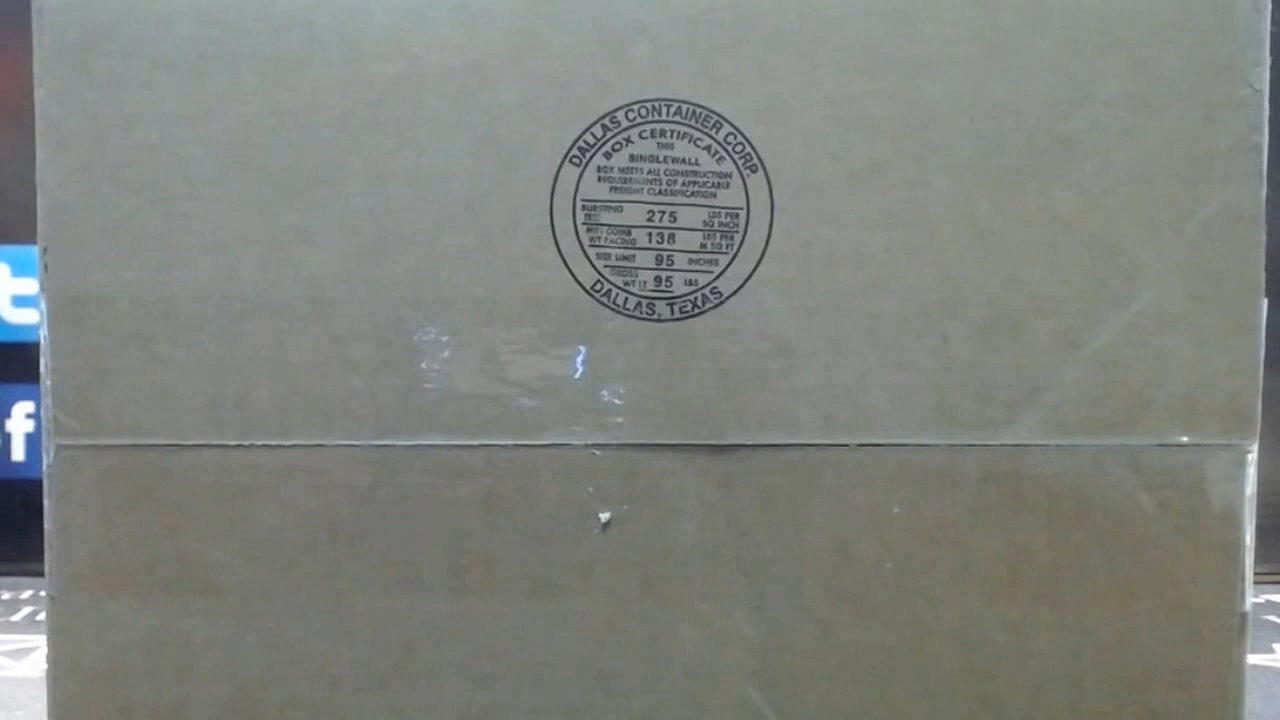 DALLAS CONTAINER CORP.
BOX CERTIFICATE
THIS
SINGLEWALL
BOX MEETS ALL CONSTRUCTION
REQUIREMENTS OF APPLICABLE
FREIGHT CLASSIFICATION
BURSTING TEST 275 LBS PER SQ INCH
MIN COMB WT FACING 138 LBS PER M SQ FT
SIZE LIMIT 95 INCHES
GROSS WT LT 95 LBS
DALLAS, TEXAS
t
f